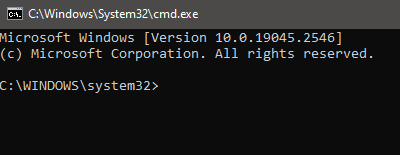 C:\Windows\System32\cmd.exe
Microsoft Windows [Version 10.0.19045.2546]
(c) Microsoft Corporation. All rights reserved.
C:\WINDOWS\system32>